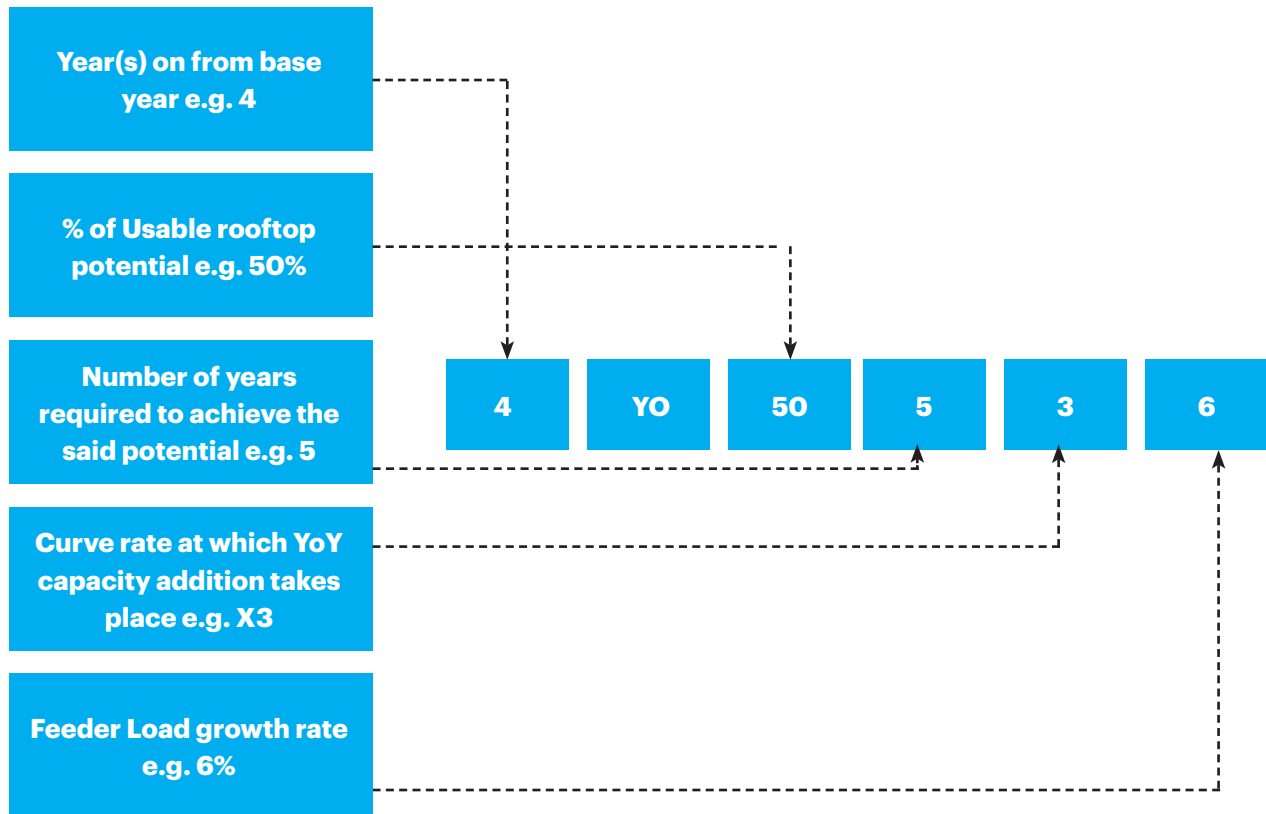 Year(s) on from base
year e.g. 4
% of Usable rooftop
potential e.g. 50%
Number of years
required to achieve the
said potential e.g. 5
Curve rate at which YoY
capacity addition takes
place e.g. X3
Feeder Load growth rate
e.g. 6%
4 YO 50 5 3 6